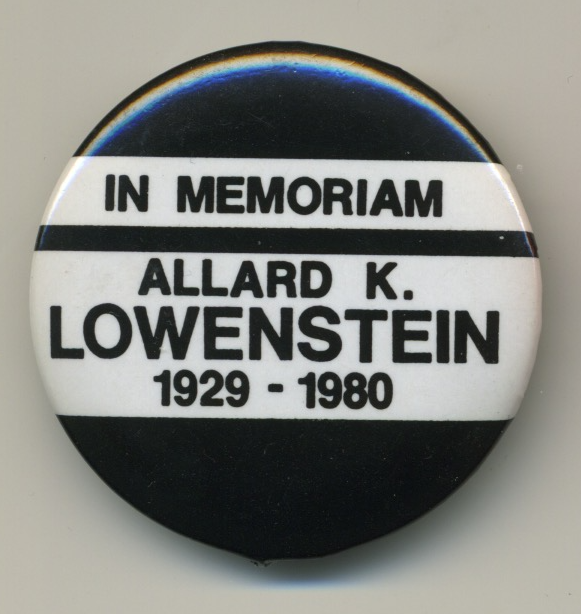 IN MEMORIAM
ALLARD K.
LOWENSTEIN
1929 - 1980